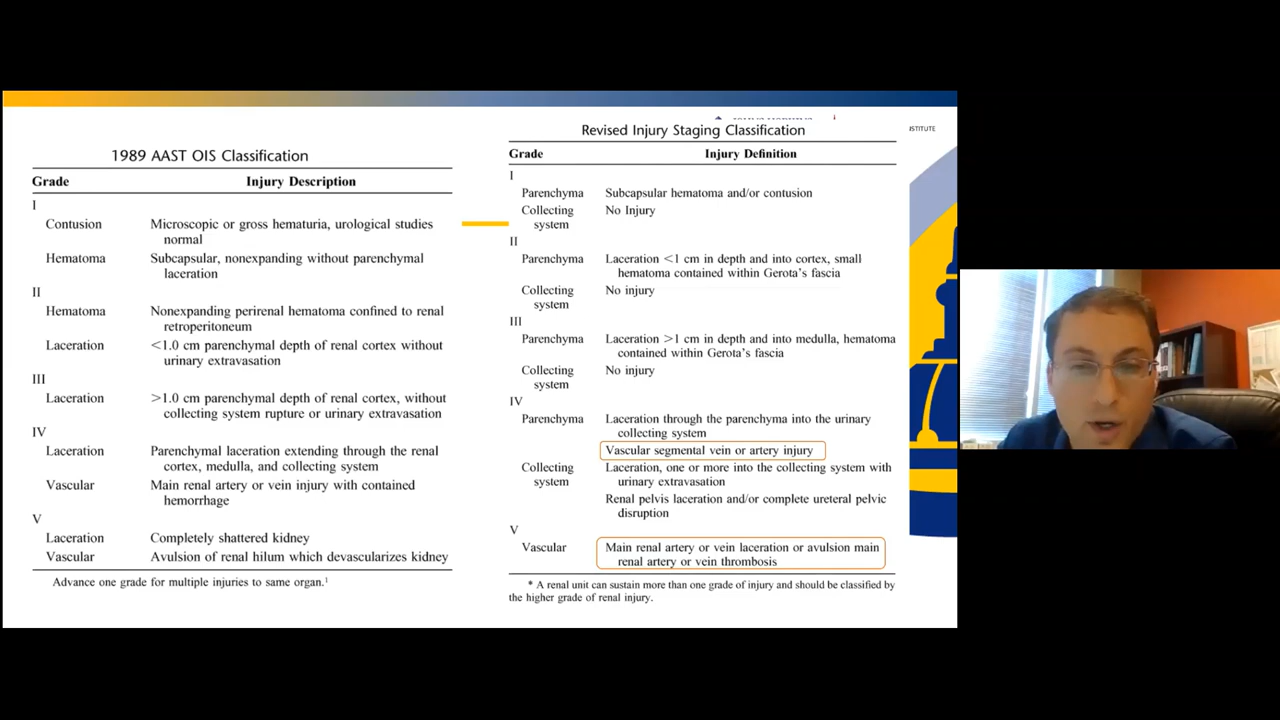 1989 AAST OIS Classification
Grade Injury Description
I
Contusion Microscopic or gross hematuria, urological studies
normal
Hematoma Subcapsular, nonexpanding without parenchymal
laceration
II
Hematoma Nonexpanding perirenal hematoma confined to renal
retroperitoneum
Laceration <1.0 cm parenchymal depth of renal cortex without
urinary extravasation
III
Laceration >1.0 cm parenchymal depth of renal cortex, without
collecting system rupture or urinary extravasation
IV
Laceration Parenchymal laceration extending through the renal
cortex, medulla, and collecting system
Vascular Main renal artery or vein injury with contained
hemorrhage
V
Laceration Completely shattered kidney
Vascular Avulsion of renal hilum which devascularizes kidney
Advance one grade for multiple injuries to same organ.1
Revised Injury Staging Classification
Grade Injury Definition
I
Parenchyma Subcapsular hematoma and/or contusion
Collecting No Injury
system
II
Parenchyma Laceration <1 cm in depth and into cortex, small
hematoma contained within Gerota's fascia
Collecting No injury
system
III
Parenchyma Laceration >1 cm in depth and into medulla, hematoma
contained within Gerota's fascia
Collecting No injury
system
IV
Parenchyma Laceration through the parenchyma into the urinary
collecting system
Vascular segmental vein or artery injury
Collecting Laceration, one or more into the collecting system with
system urinary extravasation
Renal pelvis laceration and/or complete ureteral pelvic
disruption
V
Vascular Main renal artery or vein laceration or avulsion main
renal artery or vein thrombosis
* A renal unit can sustain more than one grade of injury and should be classified by
the higher grade of renal injury.
ISTITUTE